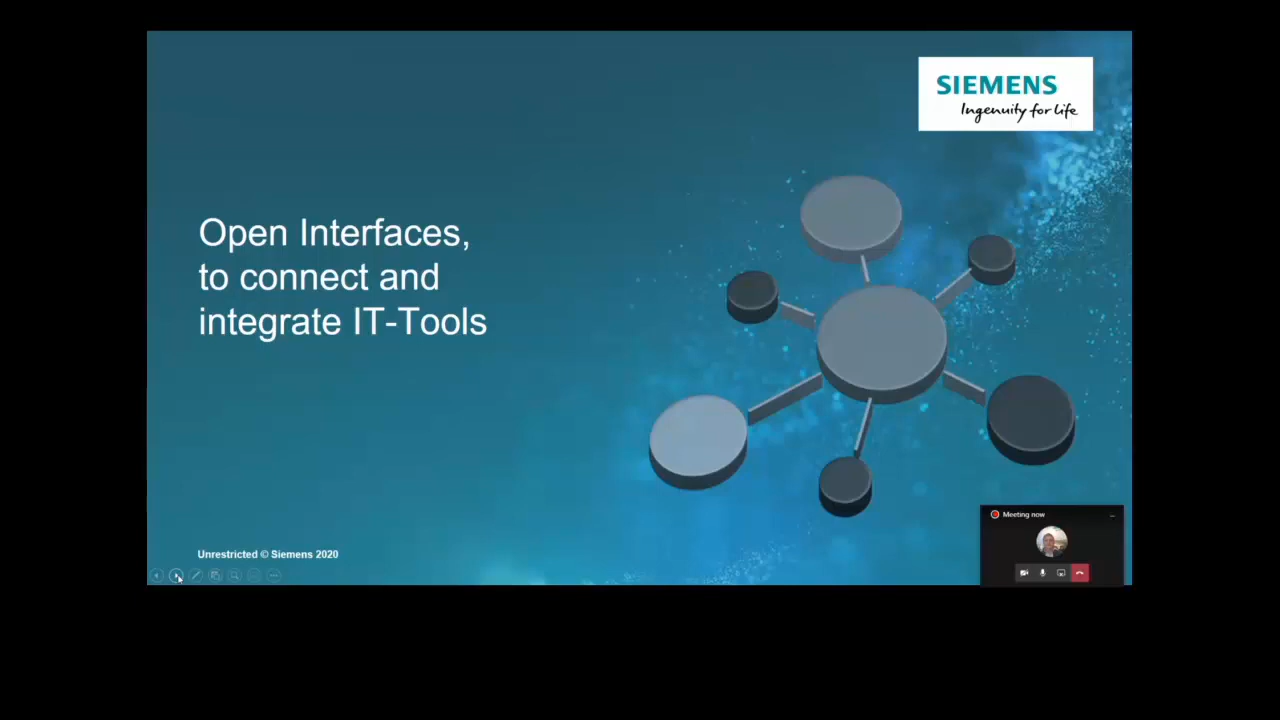 SIEMENS
Ingenuity for life
Open Interfaces,
to connect and
integrate IT-Tools
Unrestricted © Siemens 2020
Meeting now